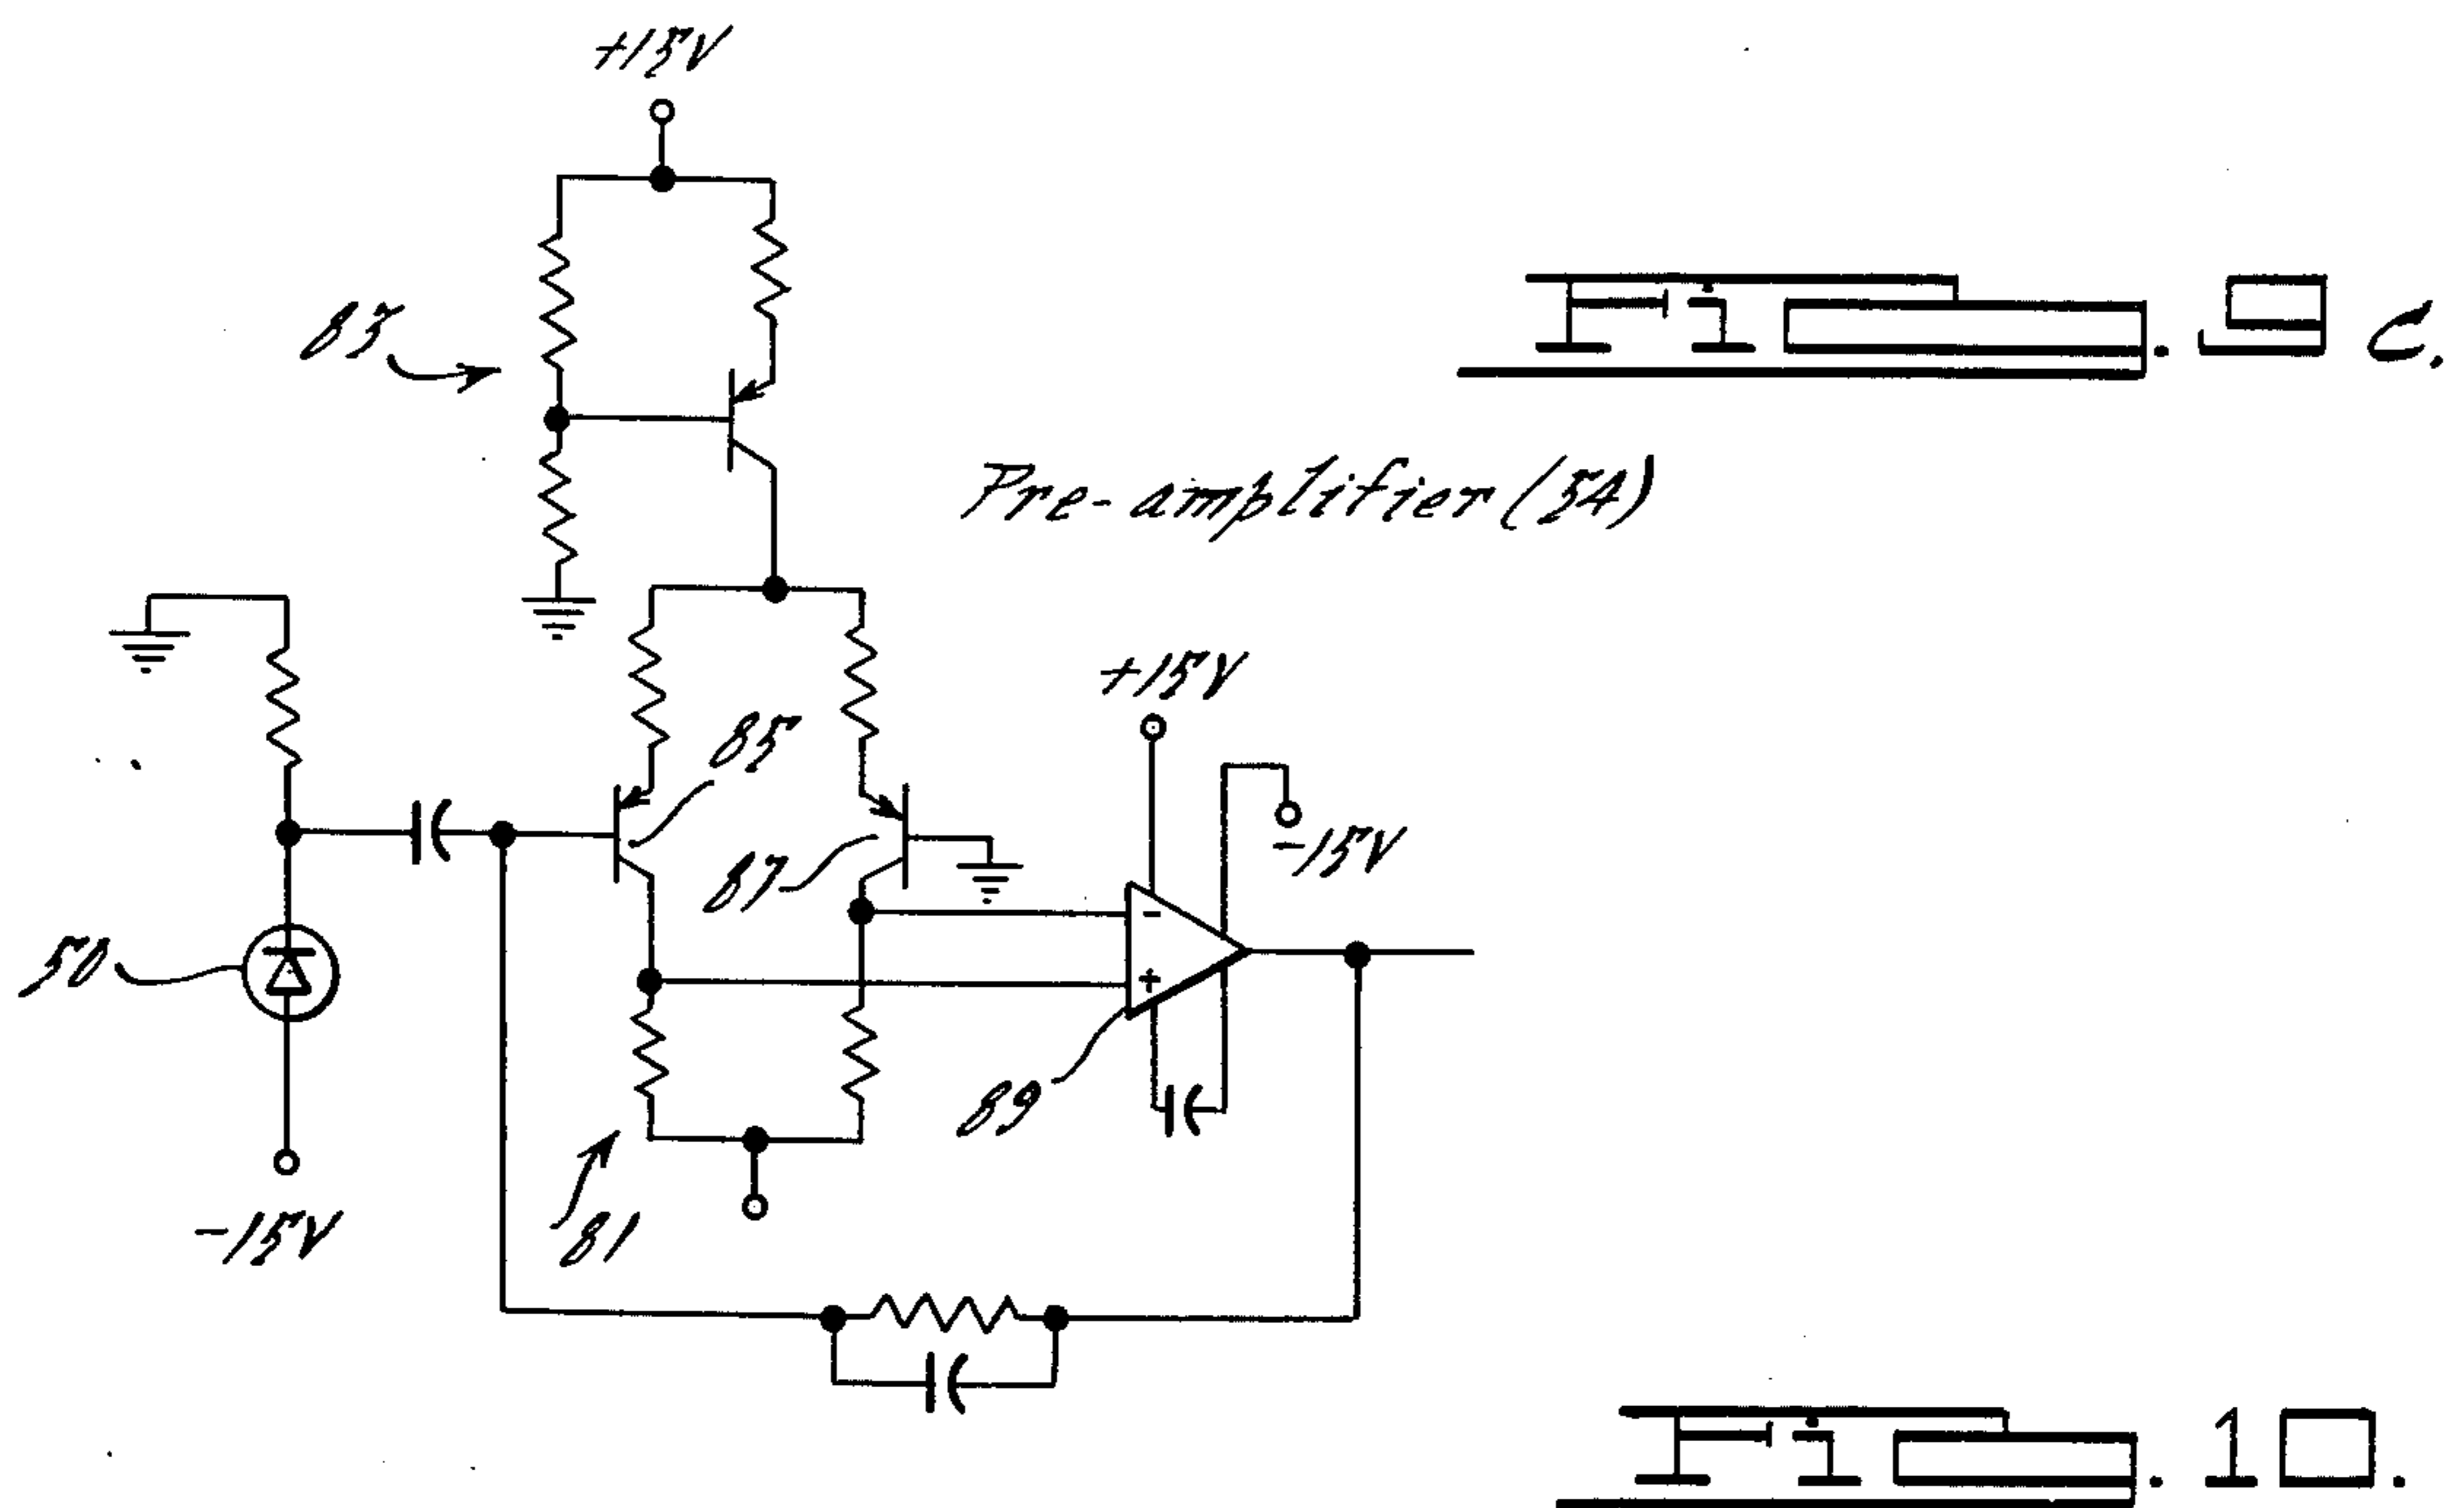 +15V
Fig. 9c.
83
Pre-amplifier (54)
+15V
85
-15V
87
50
- 
+
89
-15V
81
Fig. 10.